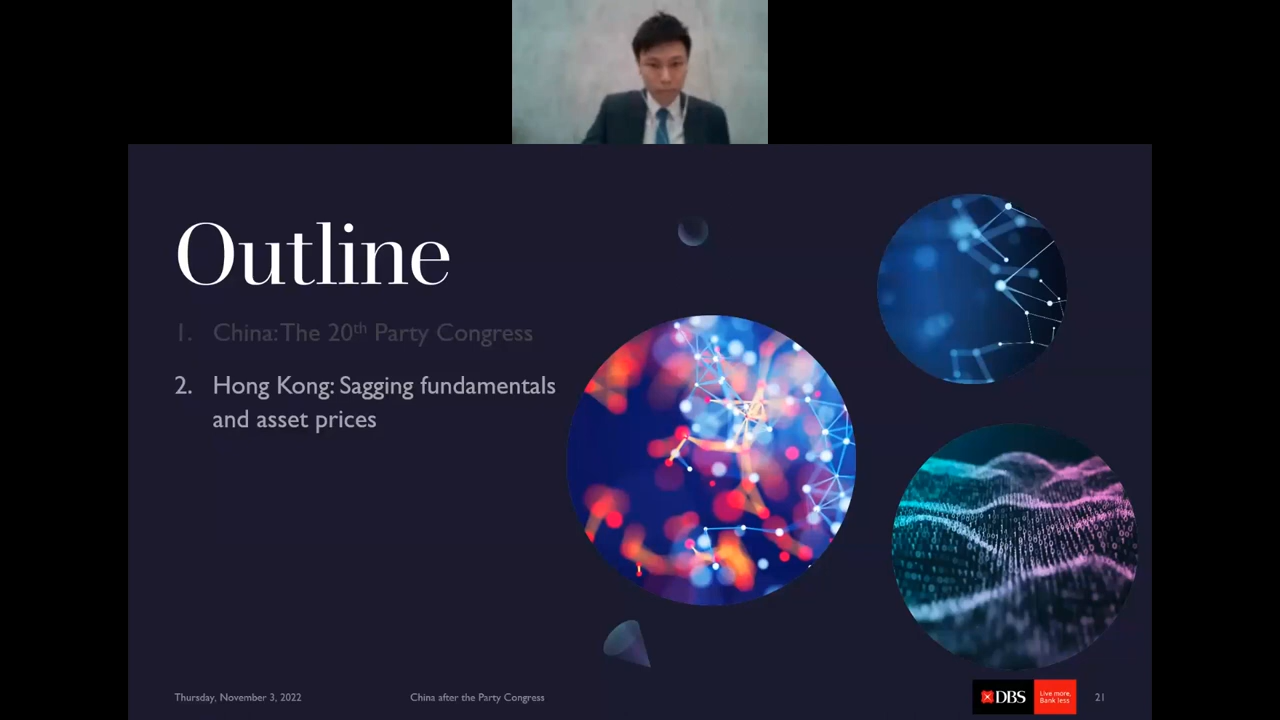 Outline
1. China: The 20th Party Congress
2. Hong Kong: Sagging fundamentals
and asset prices
Thursday, November 3, 2022
China after the Party Congress
DBS
Live more,
Bank less
21